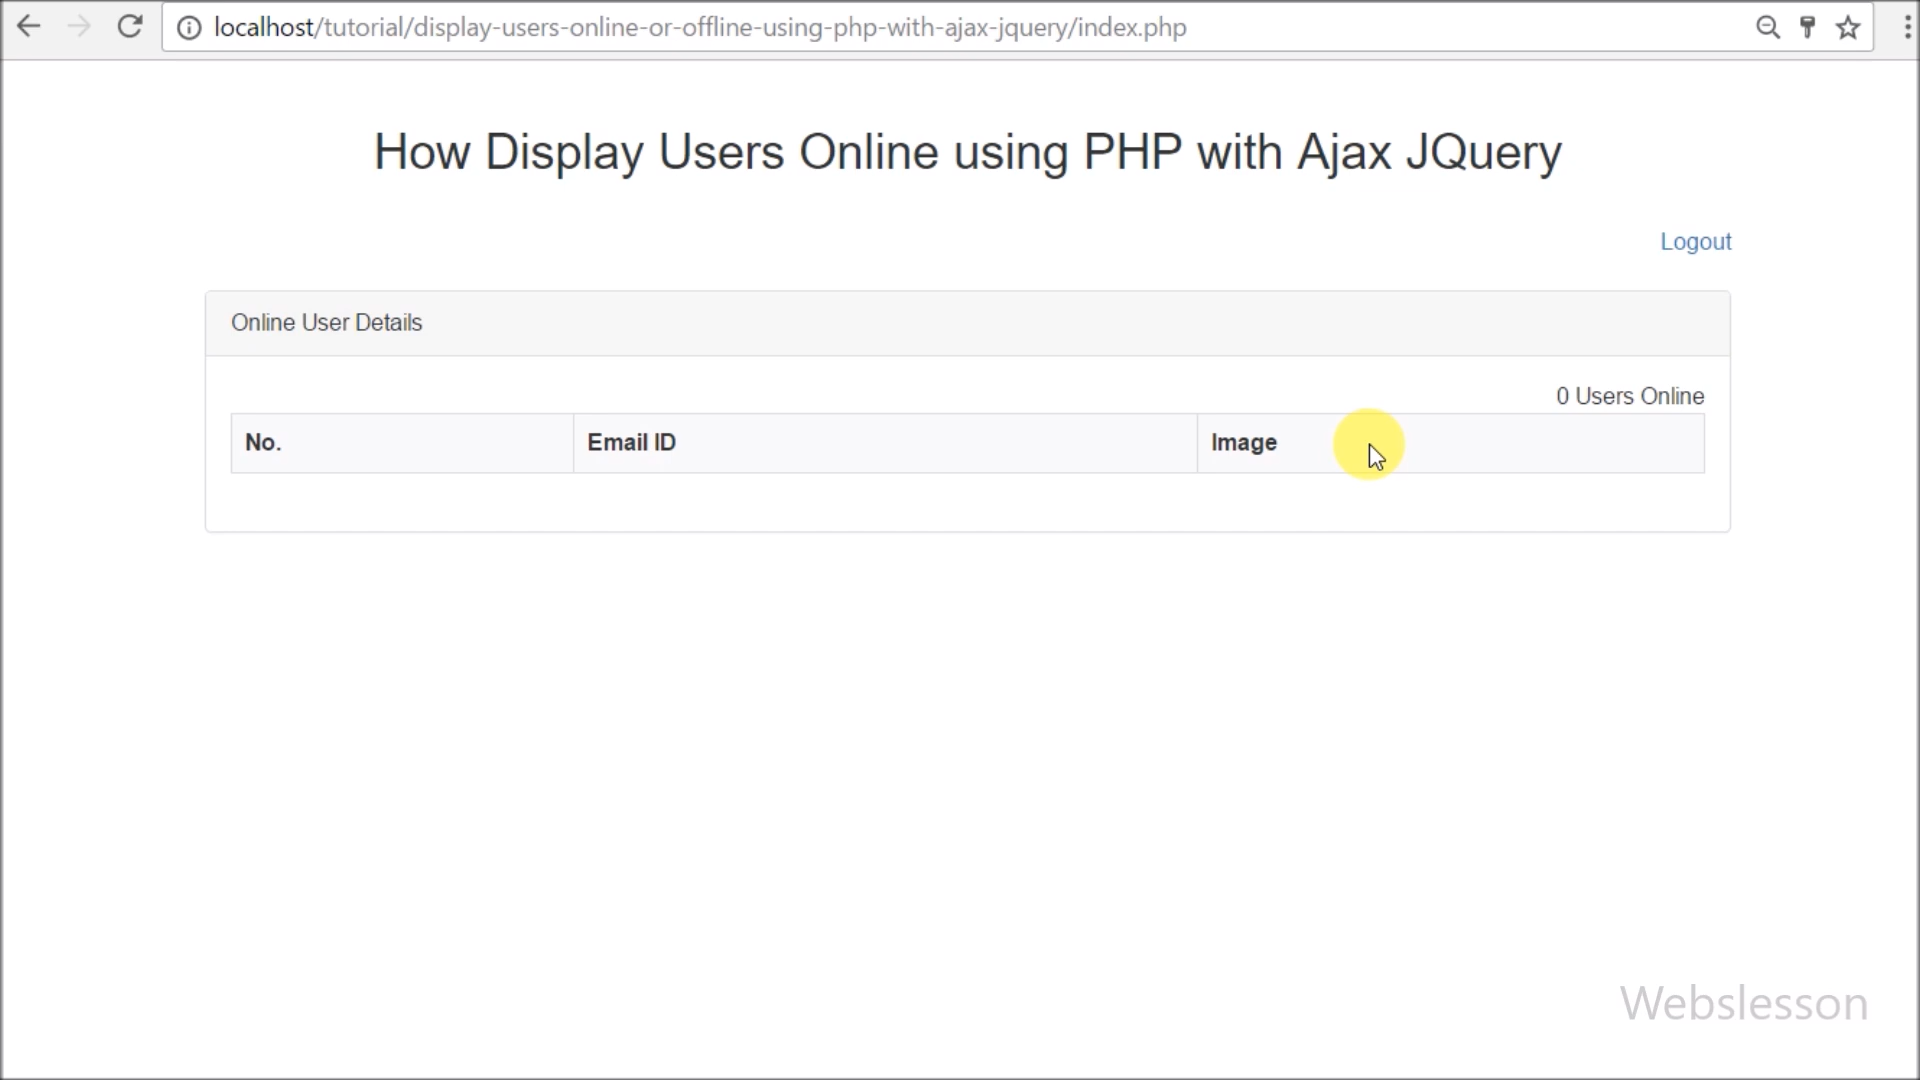 localhost/tutorial/display-users-online-or-offline-using-php-with-ajax-jquery/index.php
How Display Users Online using PHP with Ajax JQuery
Logout
Online User Details
0 Users Online
No. Email ID Image
Webslesson